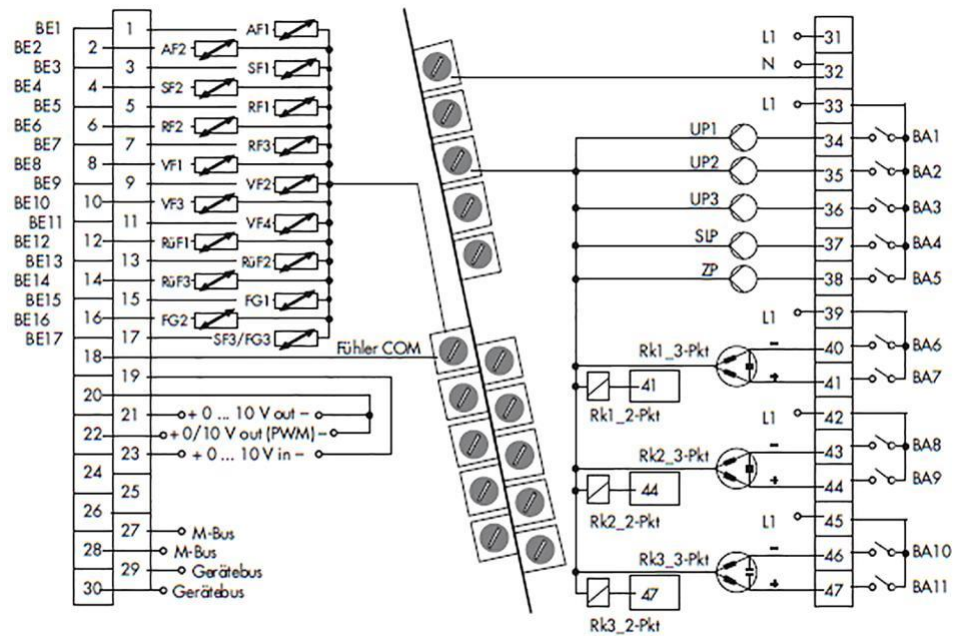 BE1 1 AF1
BE2 2 AF2
BE3 3 SF1
BE4 4 SF2
BE5 5 RF1
BE6 6 RF2
BE7 7 RF3
BE8 8 VF1
BE9 9 VF2
BE10 10 VF3
BE11 11 VF4
BE12 12 RüF1
BE13 13 RüF2
BE14 14 RüF3
BE15 15 FG1
BE16 16 FG2
BE17 17 SF3/FG3
18 Fühler COM
19
20
21 + 0 ... 10 V out –
22 + 0/10 V out (PWM) –
23 + 0 ... 10 V in –
24
25
26
27 M-Bus
28 M-Bus
29 Gerätebus
30 Gerätebus
L1 31
N 32
L1 33
UP1 34 BA1
UP2 35 BA2
UP3 36 BA3
SLP 37 BA4
ZP 38 BA5
L1 39
Rk1_3-Pkt – 40 BA6
41 + 41 BA7
Rk1_2-Pkt
L1 42
Rk2_3-Pkt – 43 BA8
44 + 44 BA9
Rk2_2-Pkt
L1 45
Rk3_3-Pkt – 46 BA10
47 + 47 BA11
Rk3_2-Pkt